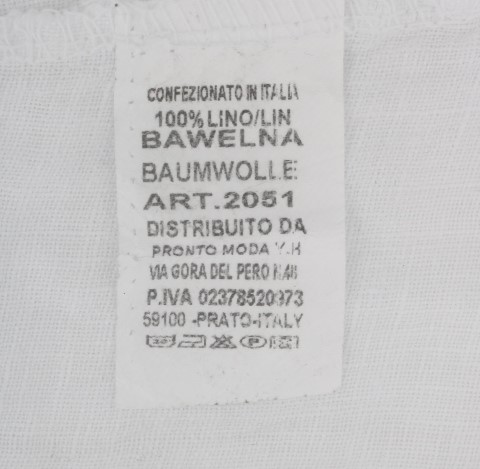 CONFEZIONATO IN ITALIA
100% LINO/LIN
BAWELNA
BAUMWOLLE
ART.2051
DISTRIBUITO DA
PRONTO MODA
VIA GORA DEL PERO
P.IVA 02378520973
59100 -PRATO-ITALY